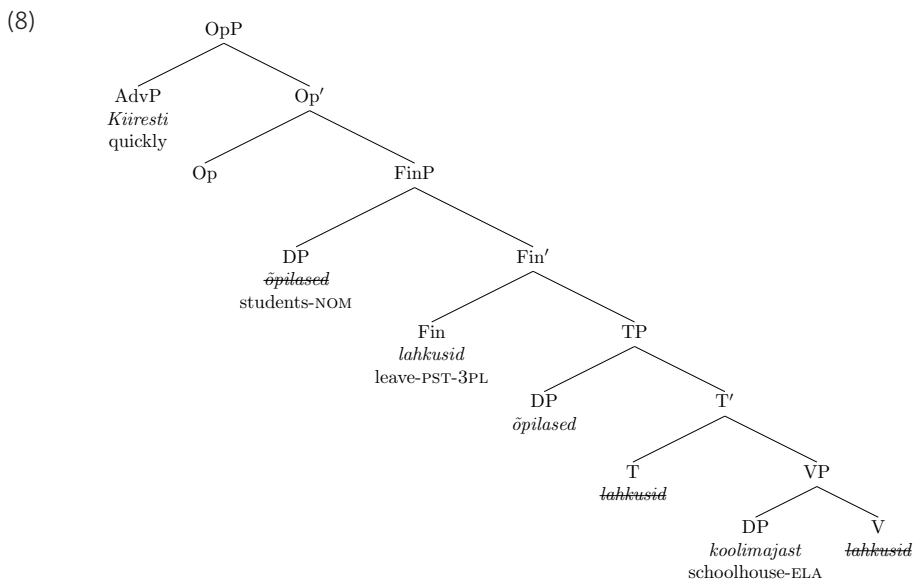 (8)
OpP
AdvP Op′
Kiiresti
quickly
Op FinP
DP Fin′
õpilased
students-NOM
Fin TP
lahkusid
leave-PST-3PL
DP T′
õpilased
T VP
lahkusid
DP V
koolimajast lahkusid
schoolhouse-ELA